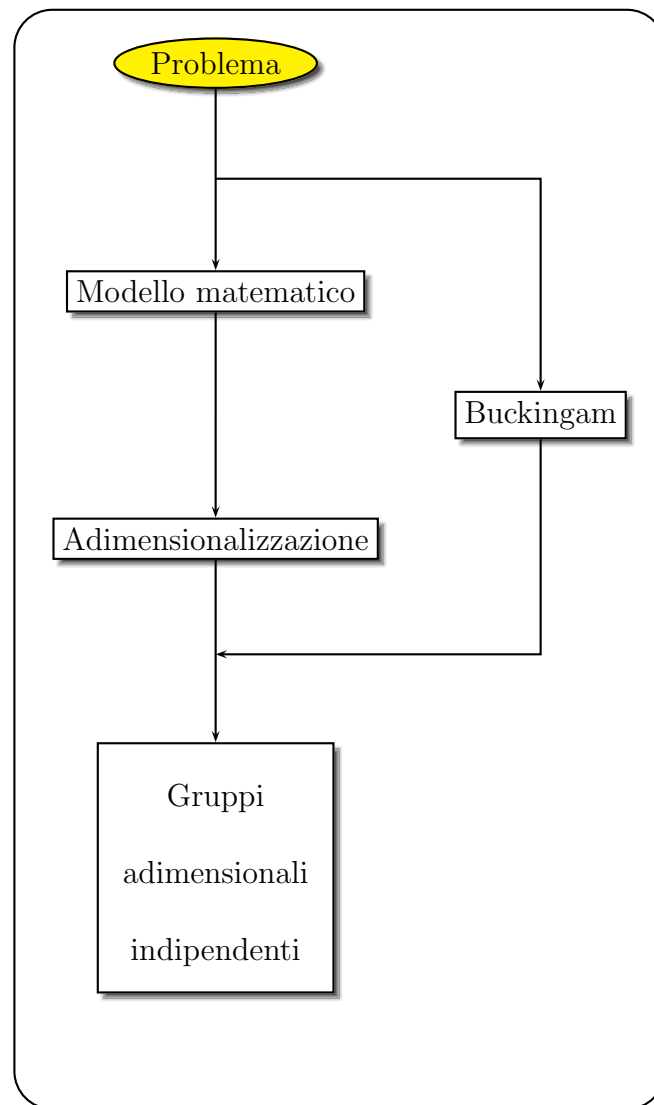 Problema
Modello matematico
Buckingam
Adimensionalizzazione
Gruppi
adimensionali
indipendenti